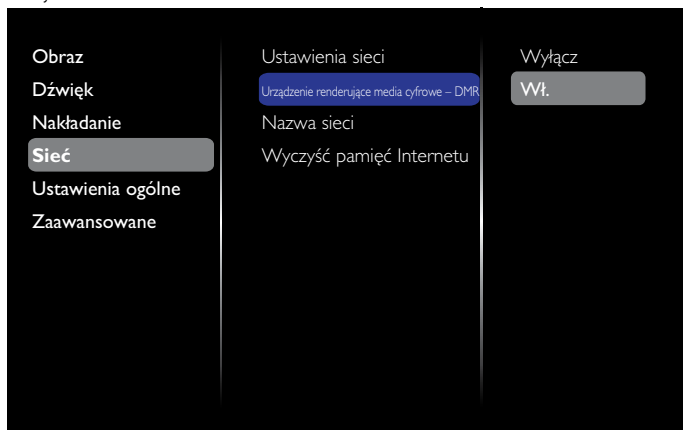 Obraz
Dźwięk
Nakładanie
Sieć
Ustawienia ogólne
Zaawansowane
Ustawienia sieci
Urządzenie renderujące media cyfrowe – DMR
Nazwa sieci
Wyczyść pamięć Internetu
Wyłącz
Wł.